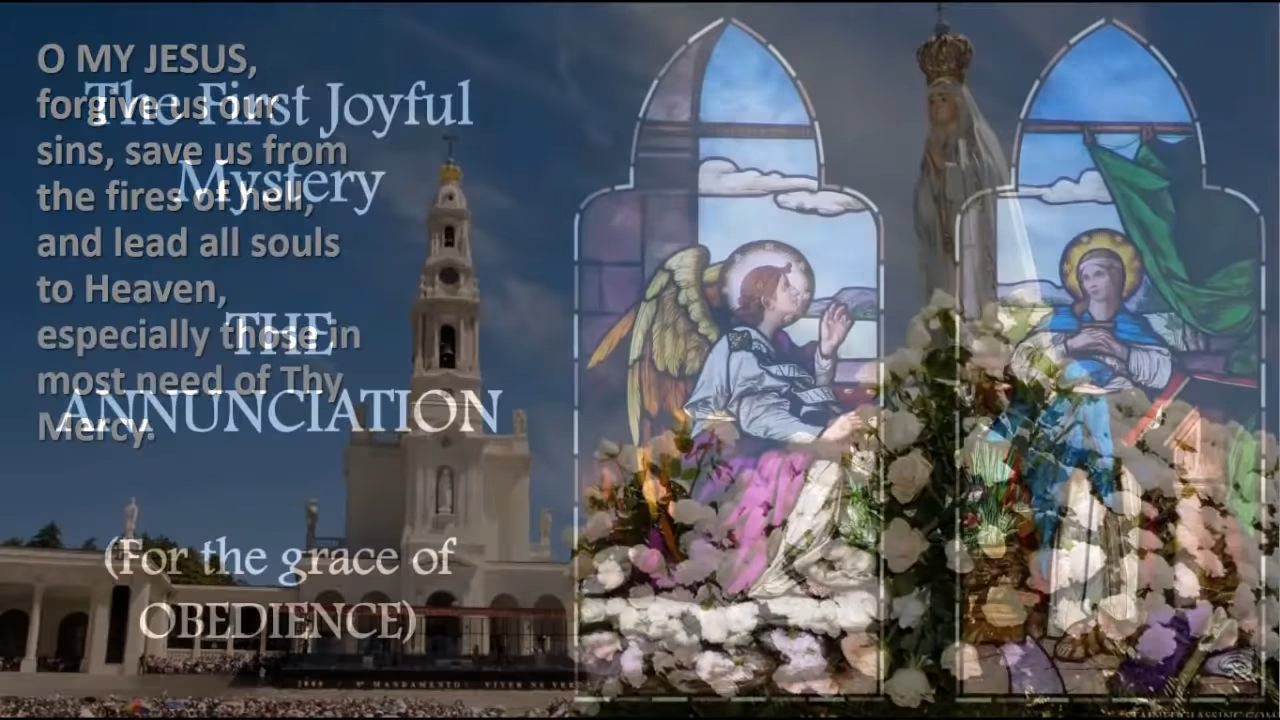 O MY JESUS,
forgive us our
sins, save us from
the fires of hell,
and lead all souls
to Heaven,
especially those in
most need of Thy
Mercy.
The First Joyful
Mystery
THE
ANNUNCIATION
(For the grace of
OBEDIENCE)